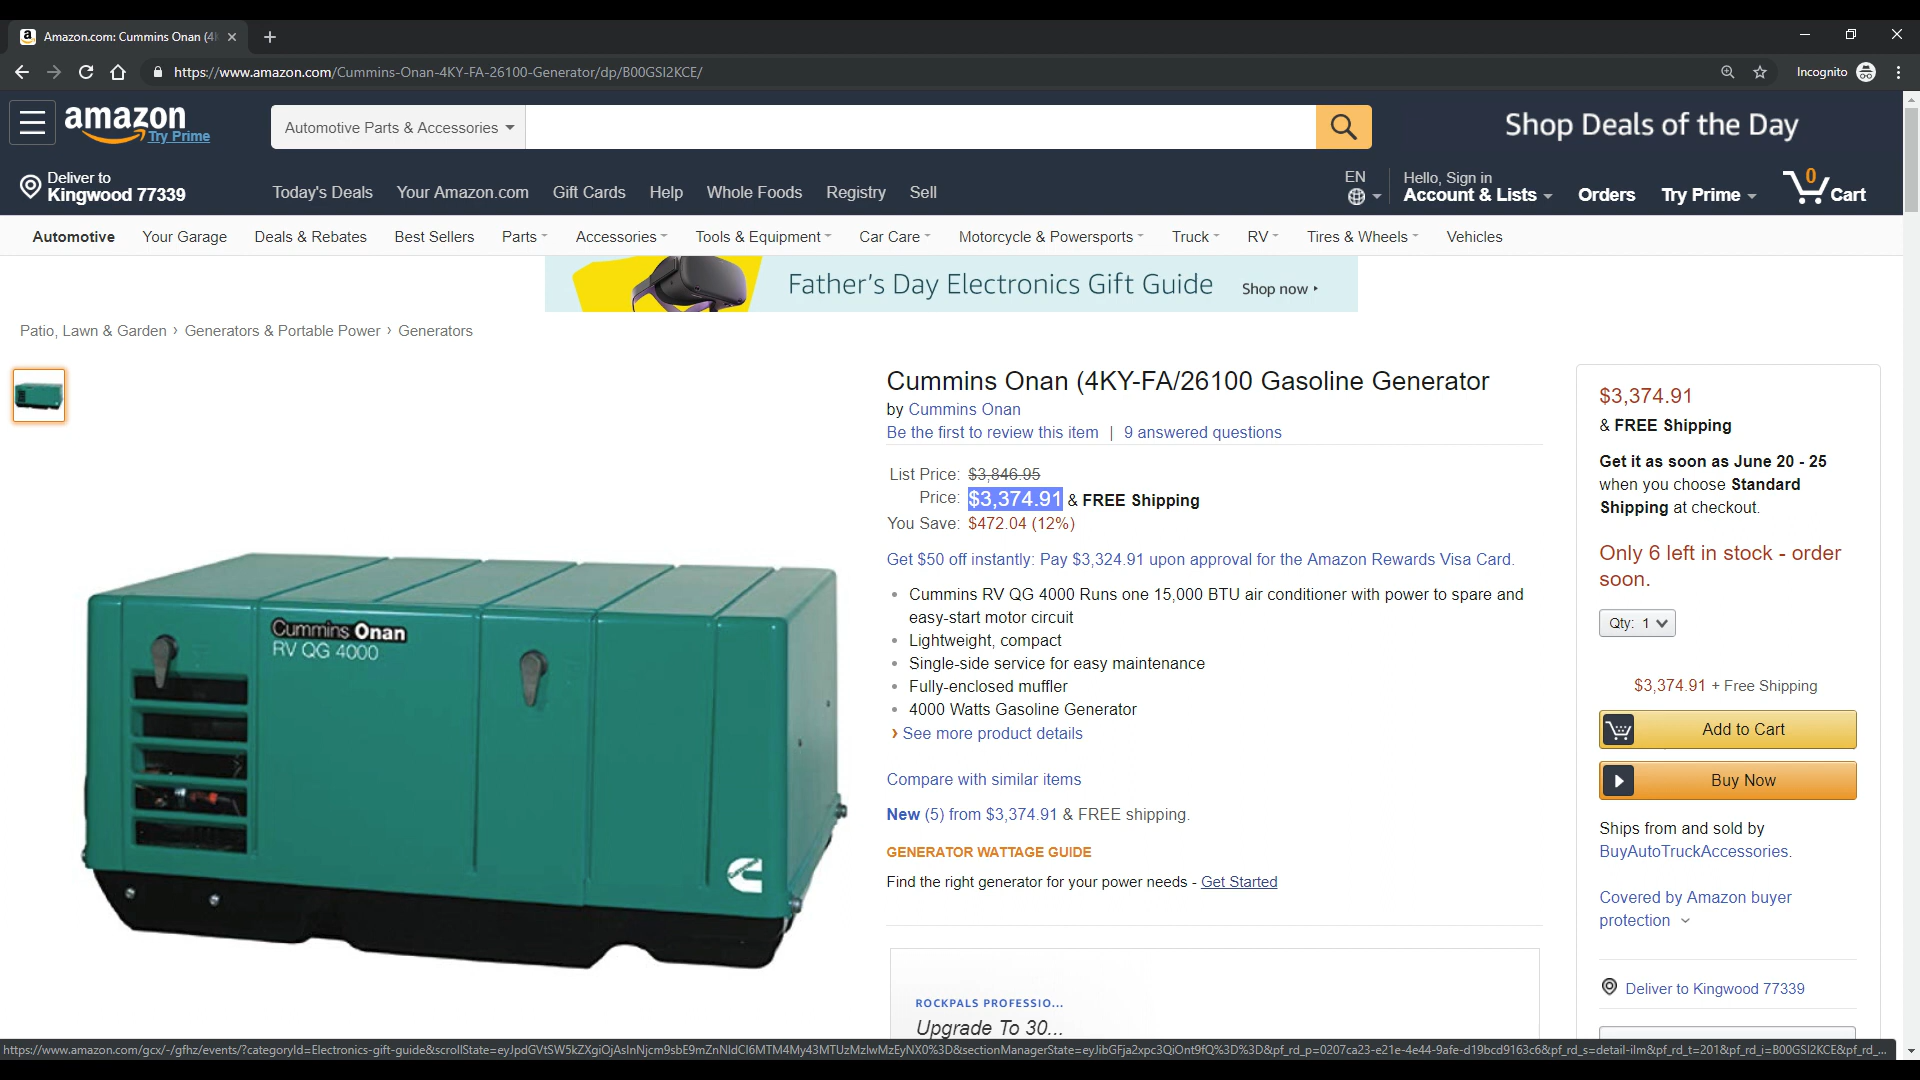 Amazon.com: Cummins Onan (4K
https://www.amazon.com/Cummins-Onan-4KY-FA-26100-Generator/dp/B00GSI2KCE/
Incognito
amazon
Try Prime
Automotive Parts & Accessories
Shop Deals of the Day
Deliver to
Kingwood 77339
Today's Deals Your Amazon.com Gift Cards Help Whole Foods Registry Sell
EN
Hello, Sign in
Account & Lists
Orders
Try Prime
0
Cart
Automotive Your Garage Deals & Rebates Best Sellers Parts Accessories Tools & Equipment Car Care Motorcycle & Powersports Truck RV Tires & Wheels Vehicles
Father's Day Electronics Gift Guide Shop now
Patio, Lawn & Garden › Generators & Portable Power › Generators
Cummins Onan
RV QG 4000
Cummins Onan (4KY-FA/26100 Gasoline Generator
by Cummins Onan
Be the first to review this item | 9 answered questions
List Price: $3,846.95
Price: $3,374.91 & FREE Shipping
You Save: $472.04 (12%)
Get $50 off instantly: Pay $3,324.91 upon approval for the Amazon Rewards Visa Card.
• Cummins RV QG 4000 Runs one 15,000 BTU air conditioner with power to spare and
easy-start motor circuit
• Lightweight, compact
• Single-side service for easy maintenance
• Fully-enclosed muffler
• 4000 Watts Gasoline Generator
› See more product details
Compare with similar items
New (5) from $3,374.91 & FREE shipping.
GENERATOR WATTAGE GUIDE
Find the right generator for your power needs - Get Started
ROCKPALS PROFESSIO...
Upgrade To 30...
$3,374.91
& FREE Shipping
Get it as soon as June 20 - 25
when you choose Standard
Shipping at checkout.
Only 6 left in stock - order
soon.
Qty: 1
$3,374.91 + Free Shipping
Add to Cart
Buy Now
Ships from and sold by
BuyAutoTruckAccessories.
Covered by Amazon buyer
protection
Deliver to Kingwood 77339